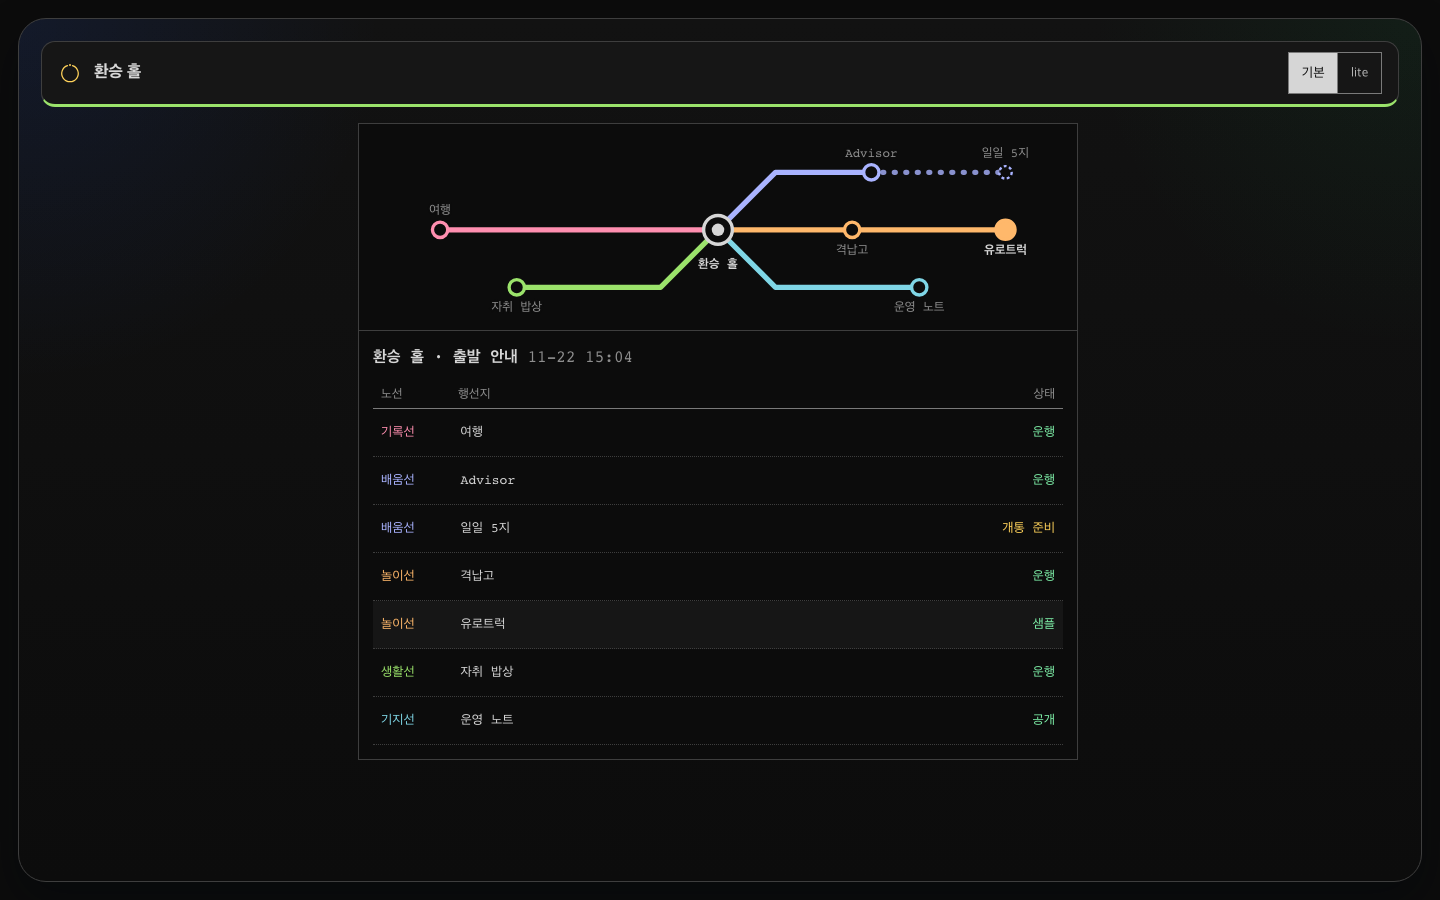 환승 홀
기본 lite
Advisor 일일 5지
여행
격납고 유로트럭
환승 홀
자취 밥상 운영 노트
환승 홀 · 출발 안내 11-22 15:04
노선 행선지 상태
기록선 여행 운행
배움선 Advisor 운행
배움선 일일 5지 개통 준비
놀이선 격납고 운행
놀이선 유로트럭 샘플
생활선 자취 밥상 운행
기지선 운영 노트 공개